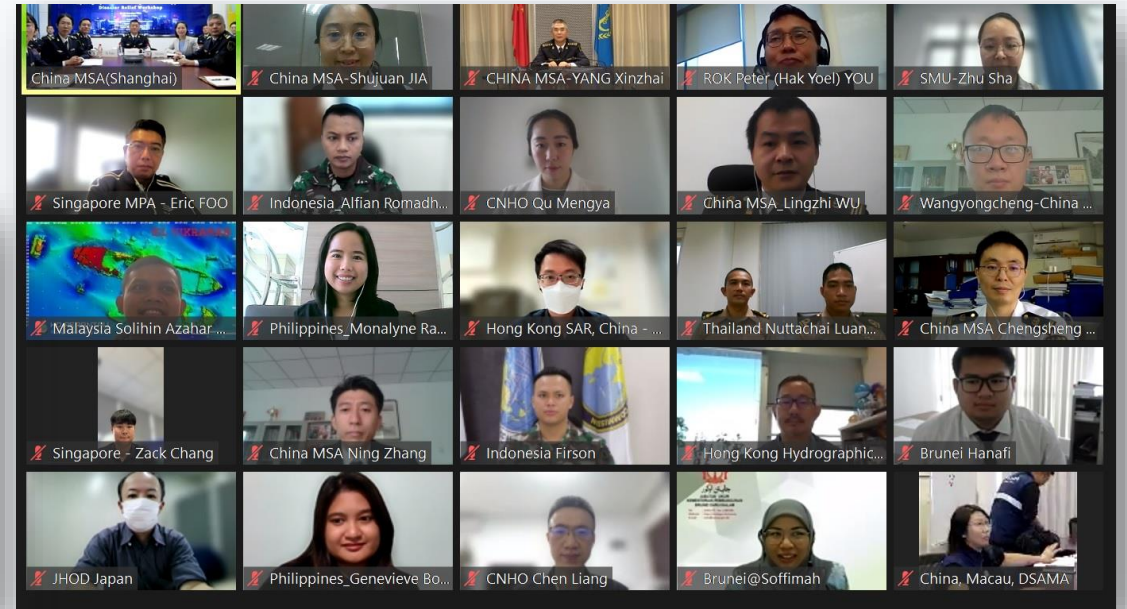 Disaster Relief Workshop
China MSA(Shanghai)
China MSA-Shujuan JIA
CHINA MSA-YANG Xinzhai
ROK Peter (Hak Yoel) YOU
SMU-Zhu Sha
Singapore MPA - Eric FOO
Indonesia_Alfian Romadh...
CNHO Qu Mengya
China MSA_Lingzhi WU
Wangyongcheng-China ...
Malaysia Solihin Azahar ...
Philippines_Monalyne Ra...
Hong Kong SAR, China - ...
Thailand Nuttachai Luan...
China MSA Chengsheng ...
Singapore - Zack Chang
China MSA Ning Zhang
Indonesia Firson
Hong Kong Hydrographic...
Brunei Hanafi
JHOD Japan
Philippines_Genevieve Bo...
CNHO Chen Liang
Brunei@Soffimah
China, Macau, DSAMA